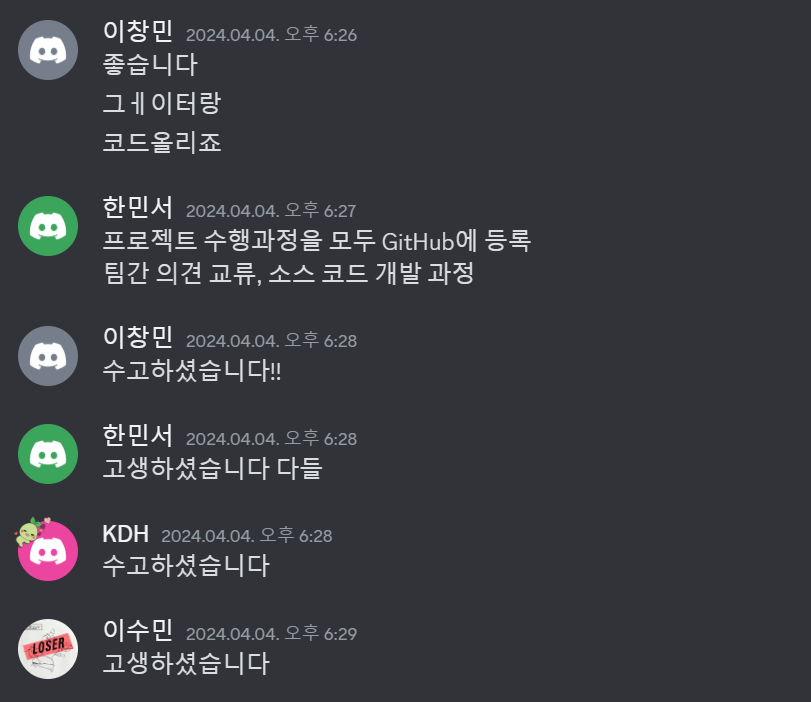 이창민 2024.04.04. 오후 6:26
좋습니다
그ㅔ이터랑
코드올리죠
한민서 2024.04.04. 오후 6:27
프로젝트 수행과정을 모두 GitHub에 등록
팀간 의견 교류, 소스 코드 개발 과정
이창민 2024.04.04. 오후 6:28
수고하셨습니다!!
한민서 2024.04.04. 오후 6:28
고생하셨습니다 다들
KDH 2024.04.04. 오후 6:28
수고하셨습니다
LOSER
이수민 2024.04.04. 오후 6:29
고생하셨습니다